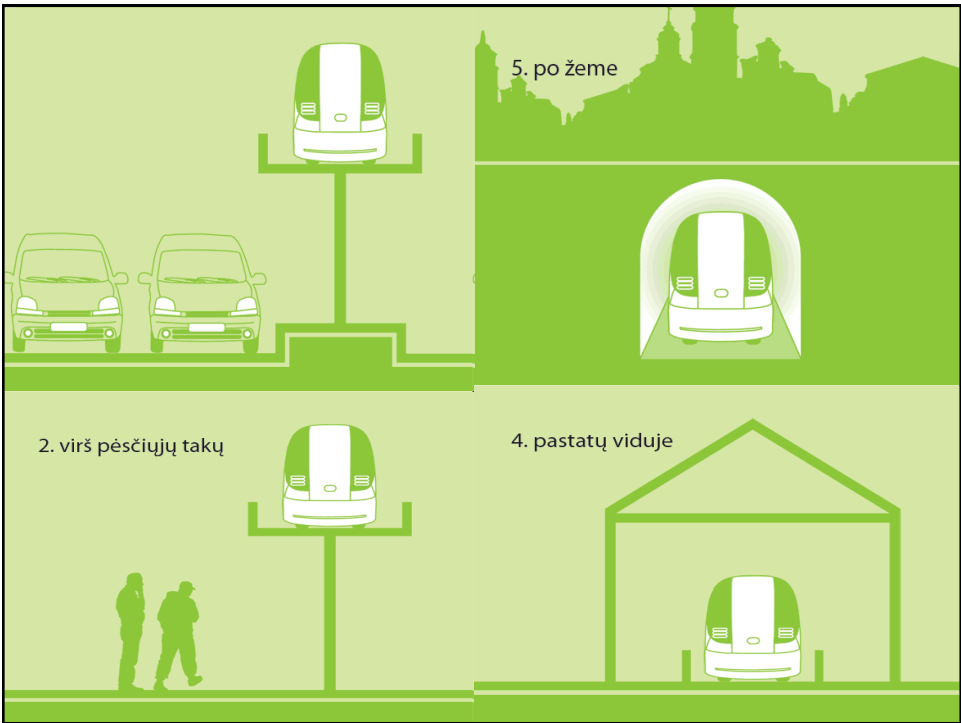 5. po žeme
2. virš pėsčiųjų takų
4. pastatų viduje